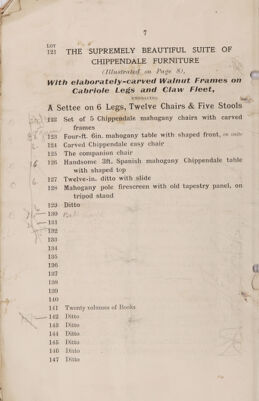 7
LOT
121 THE SUPREMELY BEAUTIFUL SUITE OF
CHIPPENDALE FURNITURE
(Illustrated on Page 8),
With elaborately-carved Walnut Frames on
Cabriole Legs and Claw Fleet,
EMBRACING
A Settee on 6 Legs, Twelve Chairs & Five Stools
122 Set of 5 Chippendale mahogany chairs with carved
frames
123 Four-ft. 6in. mahogany table with shaped front, en suite
124 Carved Chippendale easy chair
125 The companion chair
126 Handsome 3ft. Spanish mahogany Chippendale table
with shaped top
127 Twelve-in. ditto with slide
128 Mahogany pole firescreen with old tapestry panel, on
tripod stand
129 Ditto
130
131
132
133
134
135
136
137
138
139
140
141 Twenty volumes of Books
142 Ditto
143 Ditto
144 Ditto
145 Ditto
146 Ditto
147 Ditto
7